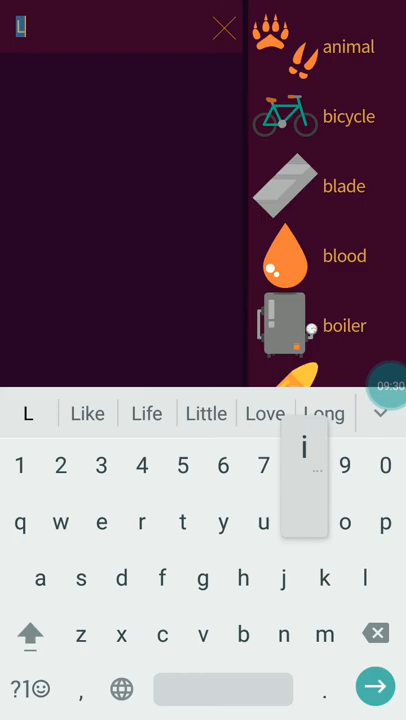 L
animal
bicycle
blade
blood
boiler
09:30
L Like Life Little Love Long
1 2 3 4 5 6 7 9 0
i
...
q w e r t y u o p
a s d f g h j k l
z x c v b n m
?1☺ , .